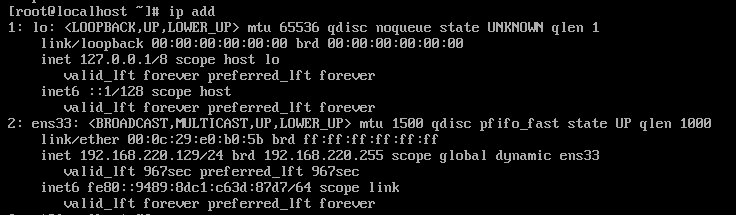 [root@localhost ~]# ip add
1: lo: <LOOPBACK,UP,LOWER_UP> mtu 65536 qdisc noqueue state UNKNOWN qlen 1
link/loopback 00:00:00:00:00:00 brd 00:00:00:00:00:00
inet 127.0.0.1/8 scope host lo
valid_lft forever preferred_lft forever
inet6 ::1/128 scope host
valid_lft forever preferred_lft forever
2: ens33: <BROADCAST,MULTICAST,UP,LOWER_UP> mtu 1500 qdisc pfifo_fast state UP qlen 1000
link/ether 00:0c:29:e0:b0:5b brd ff:ff:ff:ff:ff:ff
inet 192.168.220.129/24 brd 192.168.220.255 scope global dynamic ens33
valid_lft 967sec preferred_lft 967sec
inet6 fe80::9489:8dc1:c63d:87d7/64 scope link
valid_lft forever preferred_lft forever